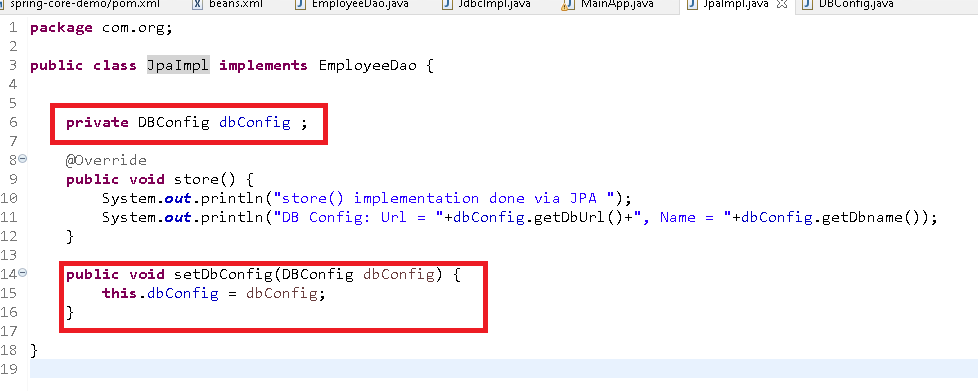 spring-core-demo/pom.xml beans.xml EmployeeDao.java JdbcImpl.java MainApp.java JpaImpl.java DBConfig.java
1 package com.org;
2
3 public class JpaImpl implements EmployeeDao {
4
5
6 private DBConfig dbConfig ;
7
8 @Override
9 public void store() {
10 System.out.println("store() implementation done via JPA ");
11 System.out.println("DB Config: Url = "+dbConfig.getDbUrl()+", Name = "+dbConfig.getDbname());
12 }
13
14 public void setDbConfig(DBConfig dbConfig) {
15 this.dbConfig = dbConfig;
16 }
17
18 }
19